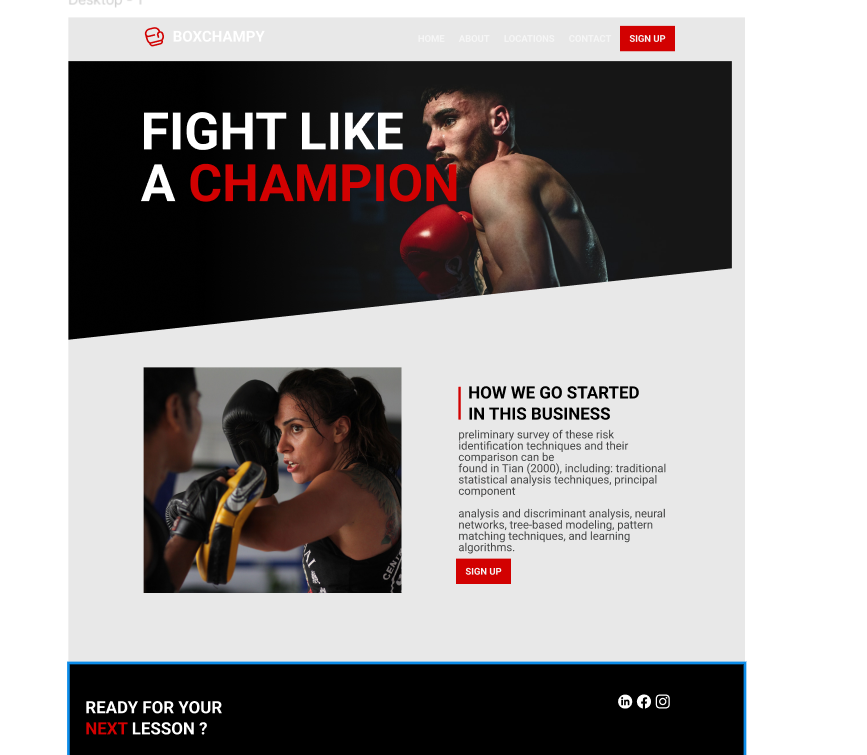 Desktop - 1
BOXCHAMPY
HOME ABOUT LOCATIONS CONTACT SIGN UP
FIGHT LIKE
A CHAMPION
HOW WE GO STARTED
IN THIS BUSINESS
preliminary survey of these risk
identification techniques and their
comparison can be
found in Tian (2000), including: traditional
statistical analysis techniques, principal
component
analysis and discriminant analysis, neural
networks, tree-based modeling, pattern
matching techniques, and learning
algorithms.
SIGN UP
READY FOR YOUR
NEXT LESSON ?